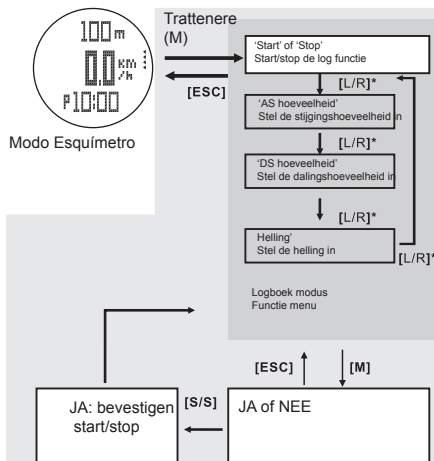 100 m
0.0 KM /h
P 10:00
Modo Esquímetro
Trattenere
(M)
[ESC]
'Start' of 'Stop'
Start/stop de log functie
[L/R]*
'AS hoeveelheid'
Stel de stijgingshoeveelheid in
[L/R]*
'DS hoeveelheid'
Stel de dalingshoeveelheid in
[L/R]*
Helling'
Stel de helling in
[L/R]*
Logboek modus
Functie menu
[ESC]
[M]
JA: bevestigen
start/stop
[S/S]
JA of NEE